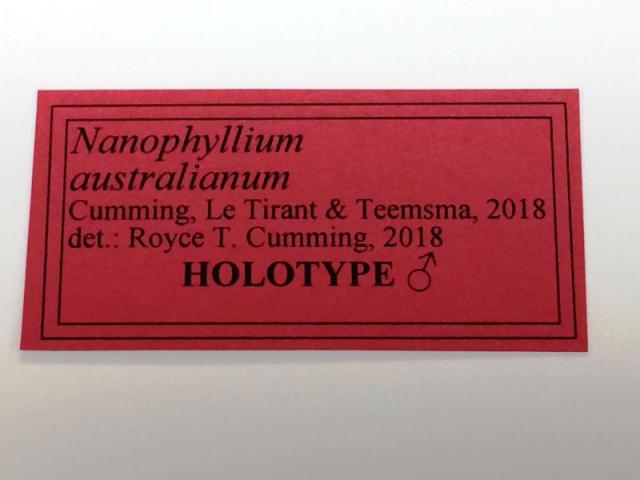 Nanophyllium
australianum
Cumming, Le Tirant & Teemsma, 2018
det.: Royce T. Cumming, 2018
HOLOTYPE ♂